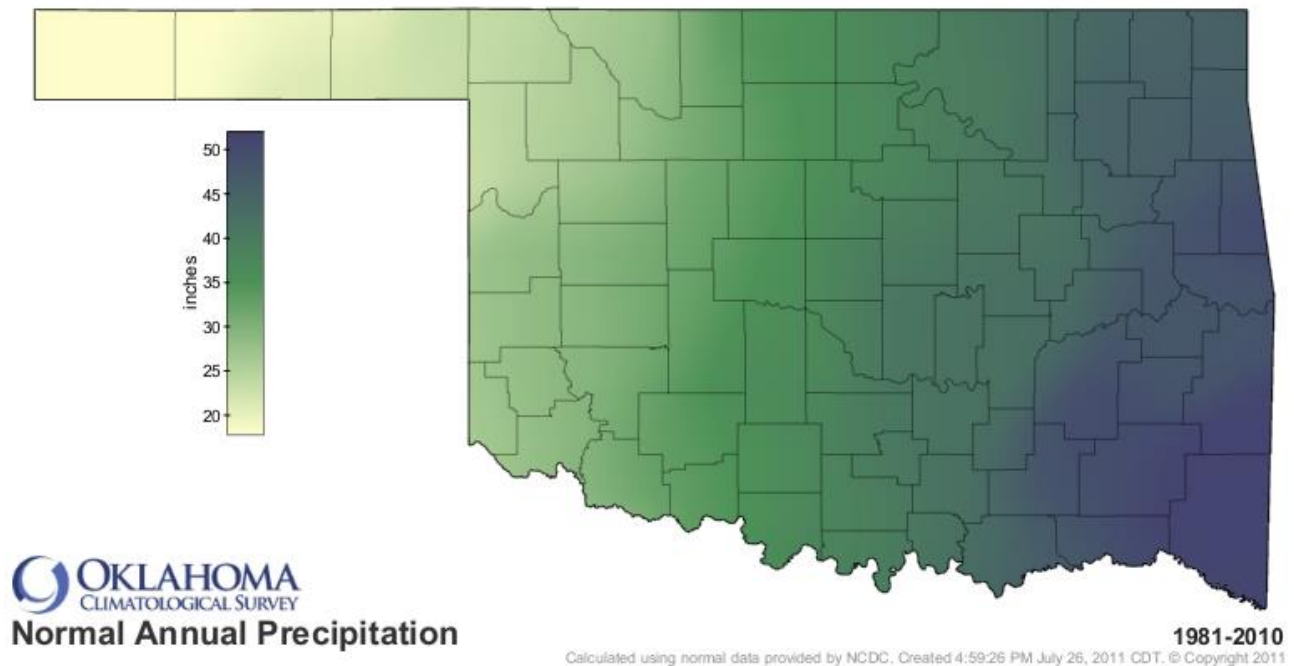 50
45
40
35
30
25
20
inches
OKLAHOMA
CLIMATOLOGICAL SURVEY
Normal Annual Precipitation
1981-2010
Calculated using normal data provided by NCDC. Created 4:59:26 PM July 26, 2011 CDT. © Copyright 2011